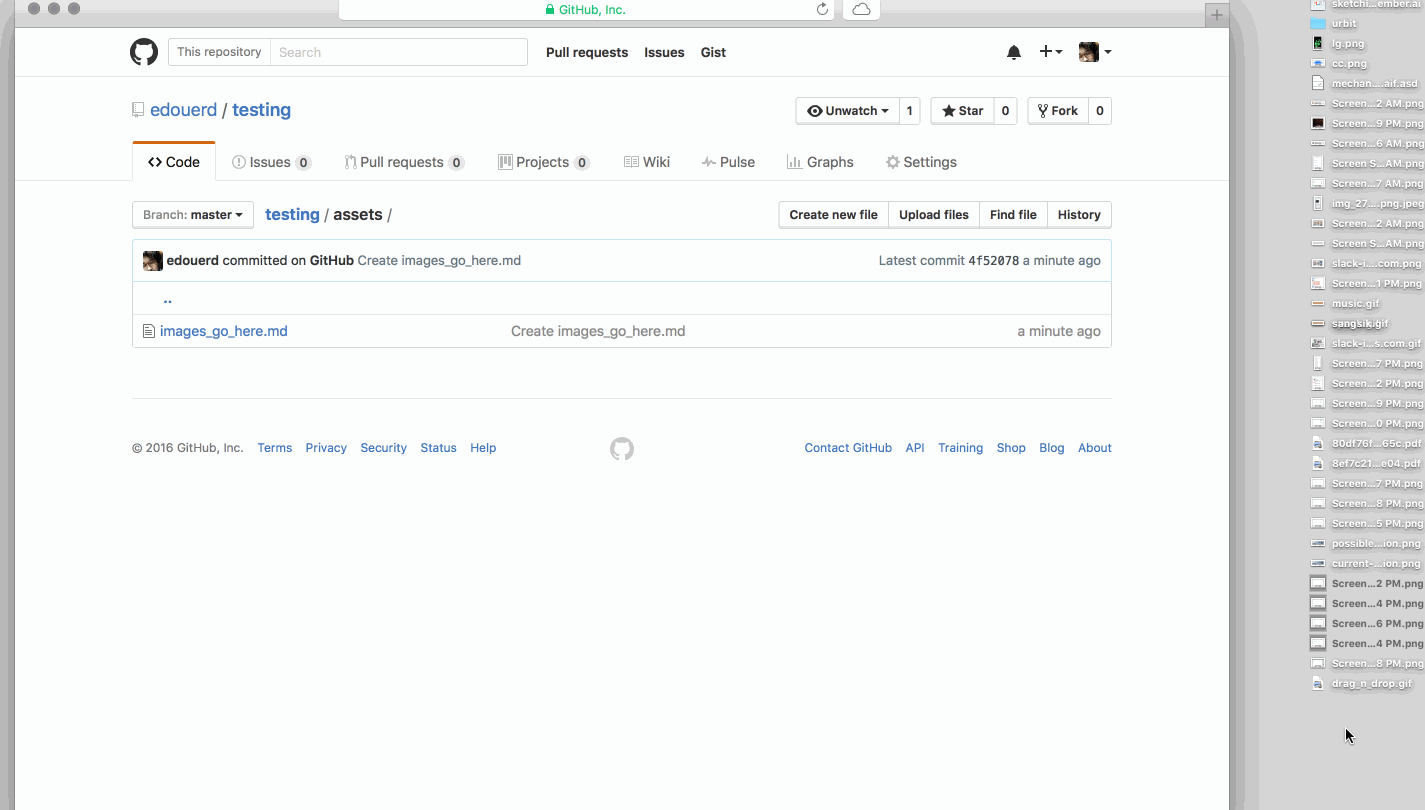 GitHub, Inc.
This repository Search Pull requests Issues Gist
edouerd / testing
Unwatch 1 Star 0 Fork 0
Code Issues 0 Pull requests 0 Projects 0 Wiki Pulse Graphs Settings
Branch: master testing / assets / Create new file Upload files Find file History
edouerd committed on GitHub Create images_go_here.md Latest commit 4f52078 a minute ago
..
images_go_here.md Create images_go_here.md a minute ago
© 2016 GitHub, Inc. Terms Privacy Security Status Help Contact GitHub API Training Shop Blog About
sketchi...ember.ai
urbit
lg.png
cc.png
mechan....aif.asd
Screen...2 AM.png
Screen...9 PM.png
Screen...6 AM.png
Screen S...AM.png
Screen...7 AM.png
img_27....png.jpeg
Screen...2 AM.png
Screen S...AM.png
slack-i....com.png
Screen...1 PM.png
music.gif
slack-i...s.com.gif
Screen...7 PM.png
Screen...2 PM.png
Screen...9 PM.png
Screen...0 PM.png
80df76f...65c.pdf
8ef7c21...e04.pdf
Screen...7 PM.png
Screen...8 PM.png
Screen...5 PM.png
possible...ion.png
current-...ion.png
Screen...2 PM.png
Screen...4 PM.png
Screen...6 PM.png
Screen...4 PM.png
Screen...8 PM.png
drag_n_drop.gif